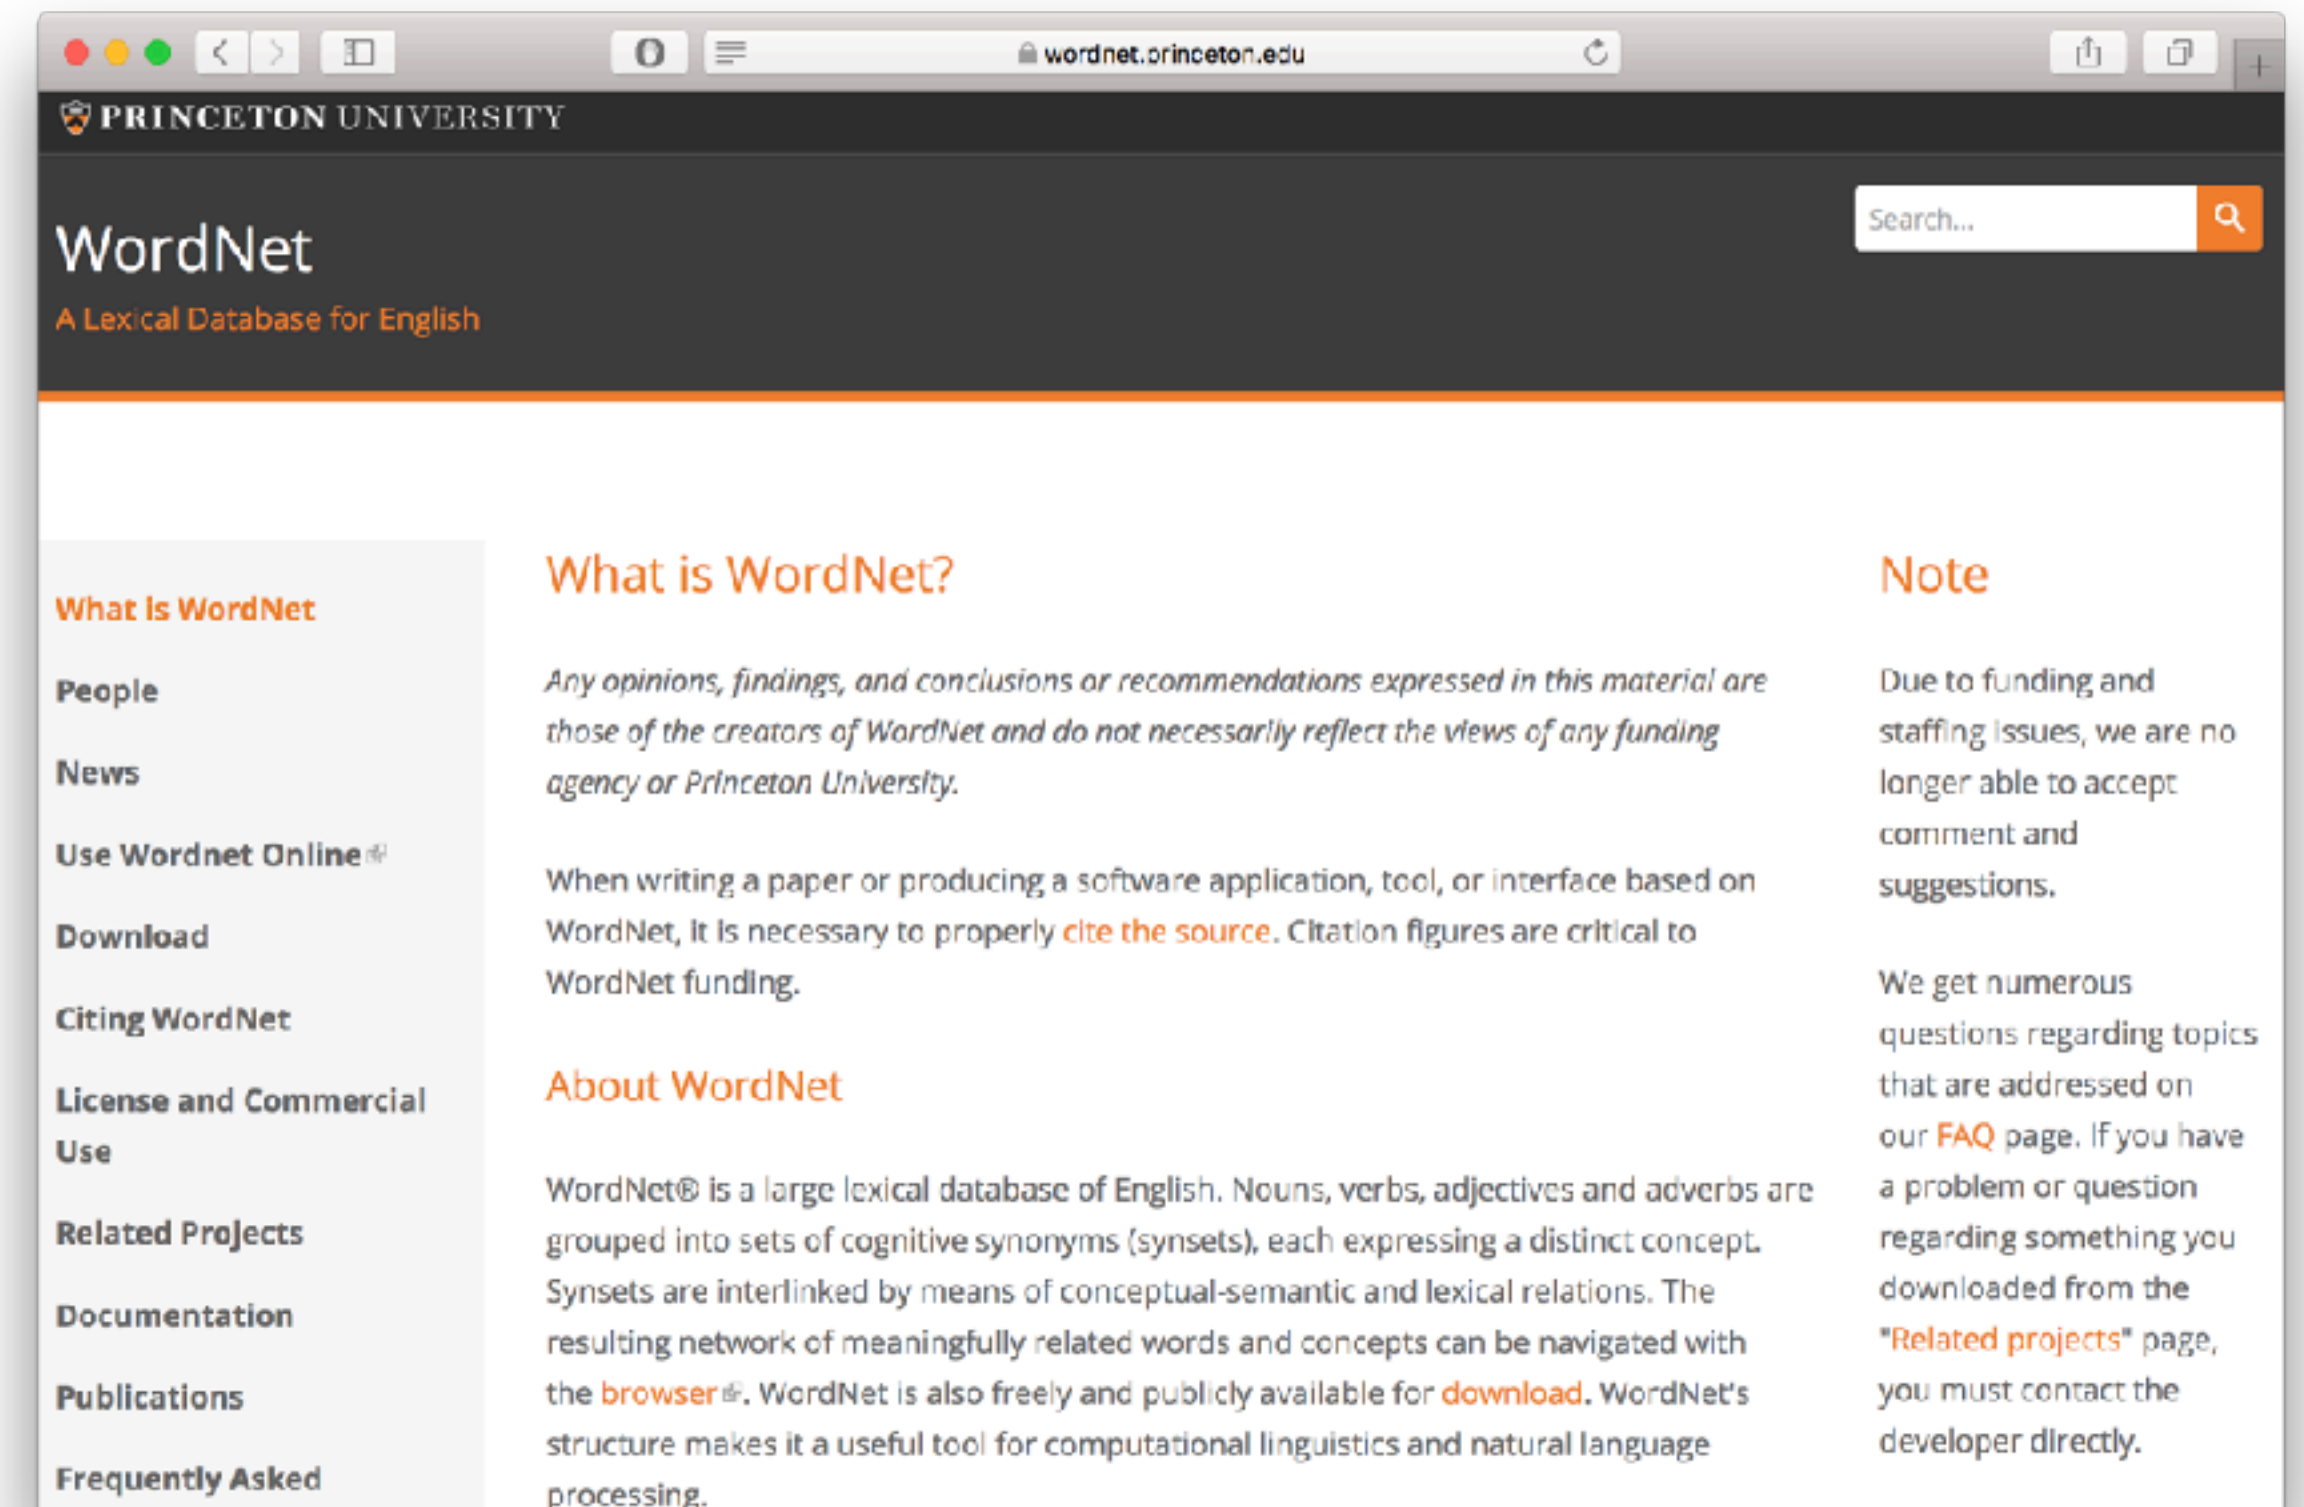 wordnet.princeton.edu
PRINCETON UNIVERSITY
WordNet
A Lexical Database for English
Search...
What is WordNet
People
News
Use Wordnet Online
Download
Citing WordNet
License and Commercial
Use
Related Projects
Documentation
Publications
Frequently Asked
What is WordNet?
Any opinions, findings, and conclusions or recommendations expressed in this material are
those of the creators of WordNet and do not necessarily reflect the views of any funding
agency or Princeton University.
When writing a paper or producing a software application, tool, or interface based on
WordNet, it is necessary to properly cite the source. Citation figures are critical to
WordNet funding.
About WordNet
WordNet® is a large lexical database of English. Nouns, verbs, adjectives and adverbs are
grouped into sets of cognitive synonyms (synsets), each expressing a distinct concept.
Synsets are interlinked by means of conceptual-semantic and lexical relations. The
resulting network of meaningfully related words and concepts can be navigated with
the browser. WordNet is also freely and publicly available for download. WordNet's
structure makes it a useful tool for computational linguistics and natural language
processing.
Note
Due to funding and
staffing issues, we are no
longer able to accept
comment and
suggestions.
We get numerous
questions regarding topics
that are addressed on
our FAQ page. If you have
a problem or question
regarding something you
downloaded from the
"Related projects" page,
you must contact the
developer directly.